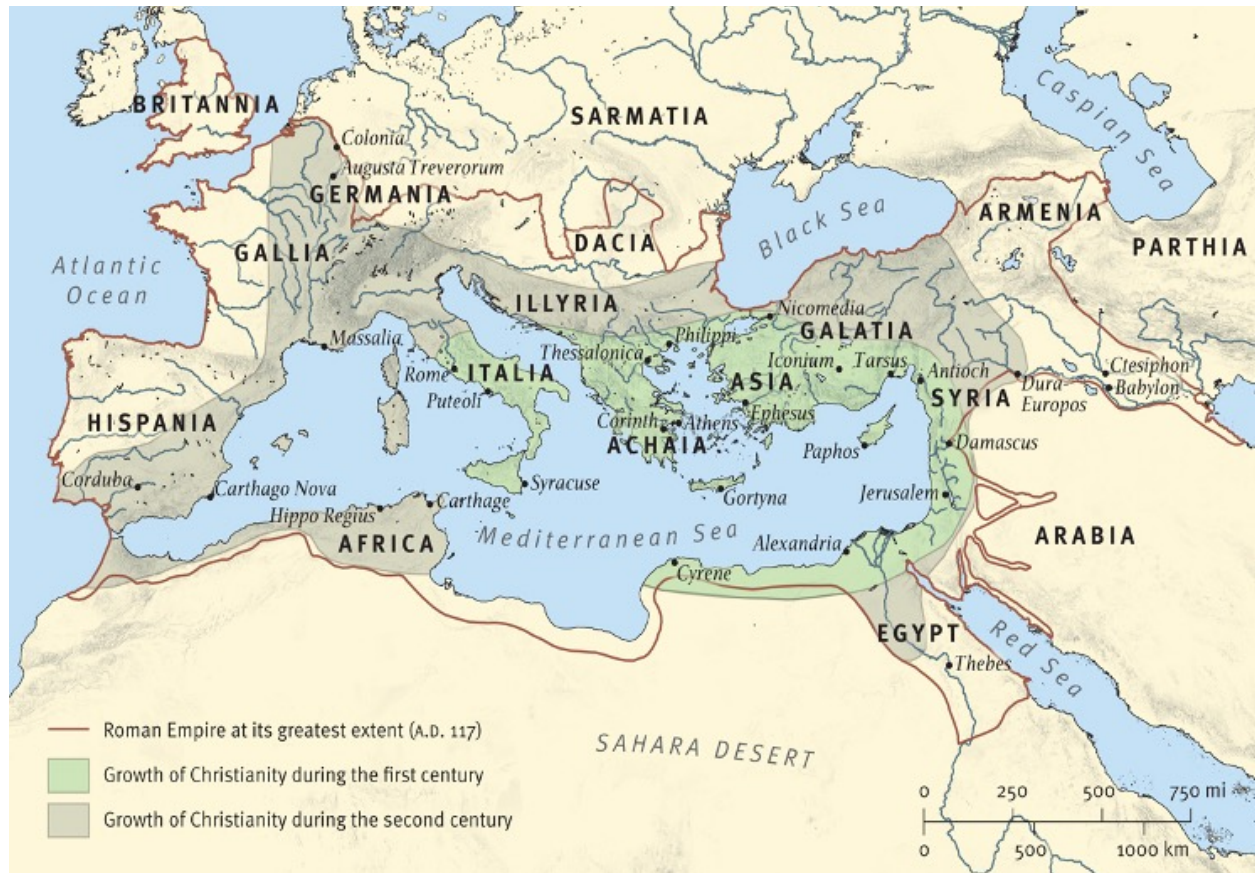 BRITANNIA
SARMATIA
Caspian Sea
Colonia
Augusta Treverorum
GERMANIA
ARMENIA
Black Sea
DACIA
PARTHIA
GALLIA
Atlantic
Ocean
ILLYRIA
Nicomedia
Massalia
Philippi
GALATIA
Thessalonica
Iconium
Tarsus
Antioch
Ctesiphon
Rome
ITALIA
ASIA
Dura-
Europos
Babylon
Puteoli
SYRIA
HISPANIA
Corinth
Athens
Ephesus
ACHAIA
Damascus
Paphos
Corduba
Carthago Nova
Syracuse
Gortyna
Jerusalem
Hippo Regius
Carthage
AFRICA
Mediterranean Sea
Alexandria
ARABIA
Cyrene
EGYPT
Red Sea
Thebes
Roman Empire at its greatest extent (A.D. 117)
SAHARA DESERT
Growth of Christianity during the first century
Growth of Christianity during the second century
0 250 500 750 mi
0 500 1000 km